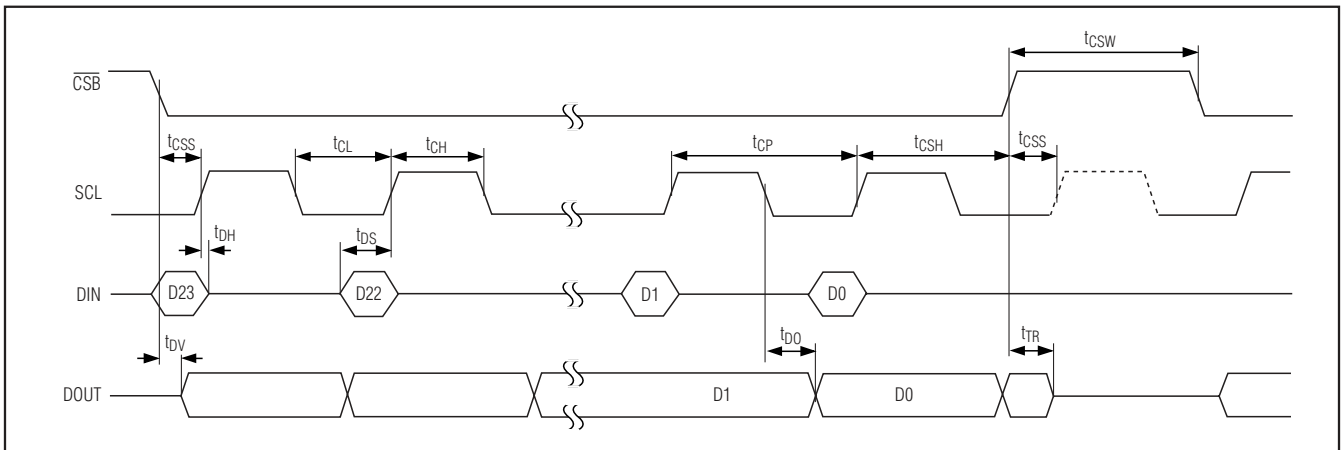 tCSW
CSB
tCSS tCL tCH tCP tCSH tCSS
SCL
tDH tDS
DIN D23 D22 D1 D0
tDV tDO tTR
DOUT D1 D0